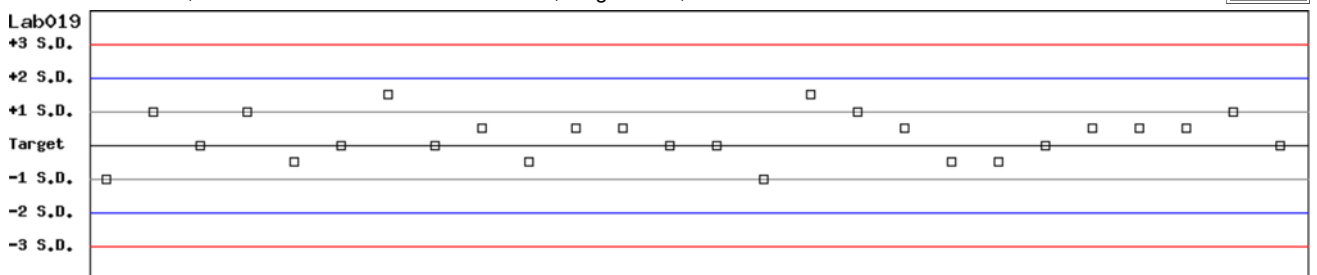 Lab019
+3 S.D.
+2 S.D.
+1 S.D.
Target
-1 S.D.
-2 S.D.
-3 S.D.